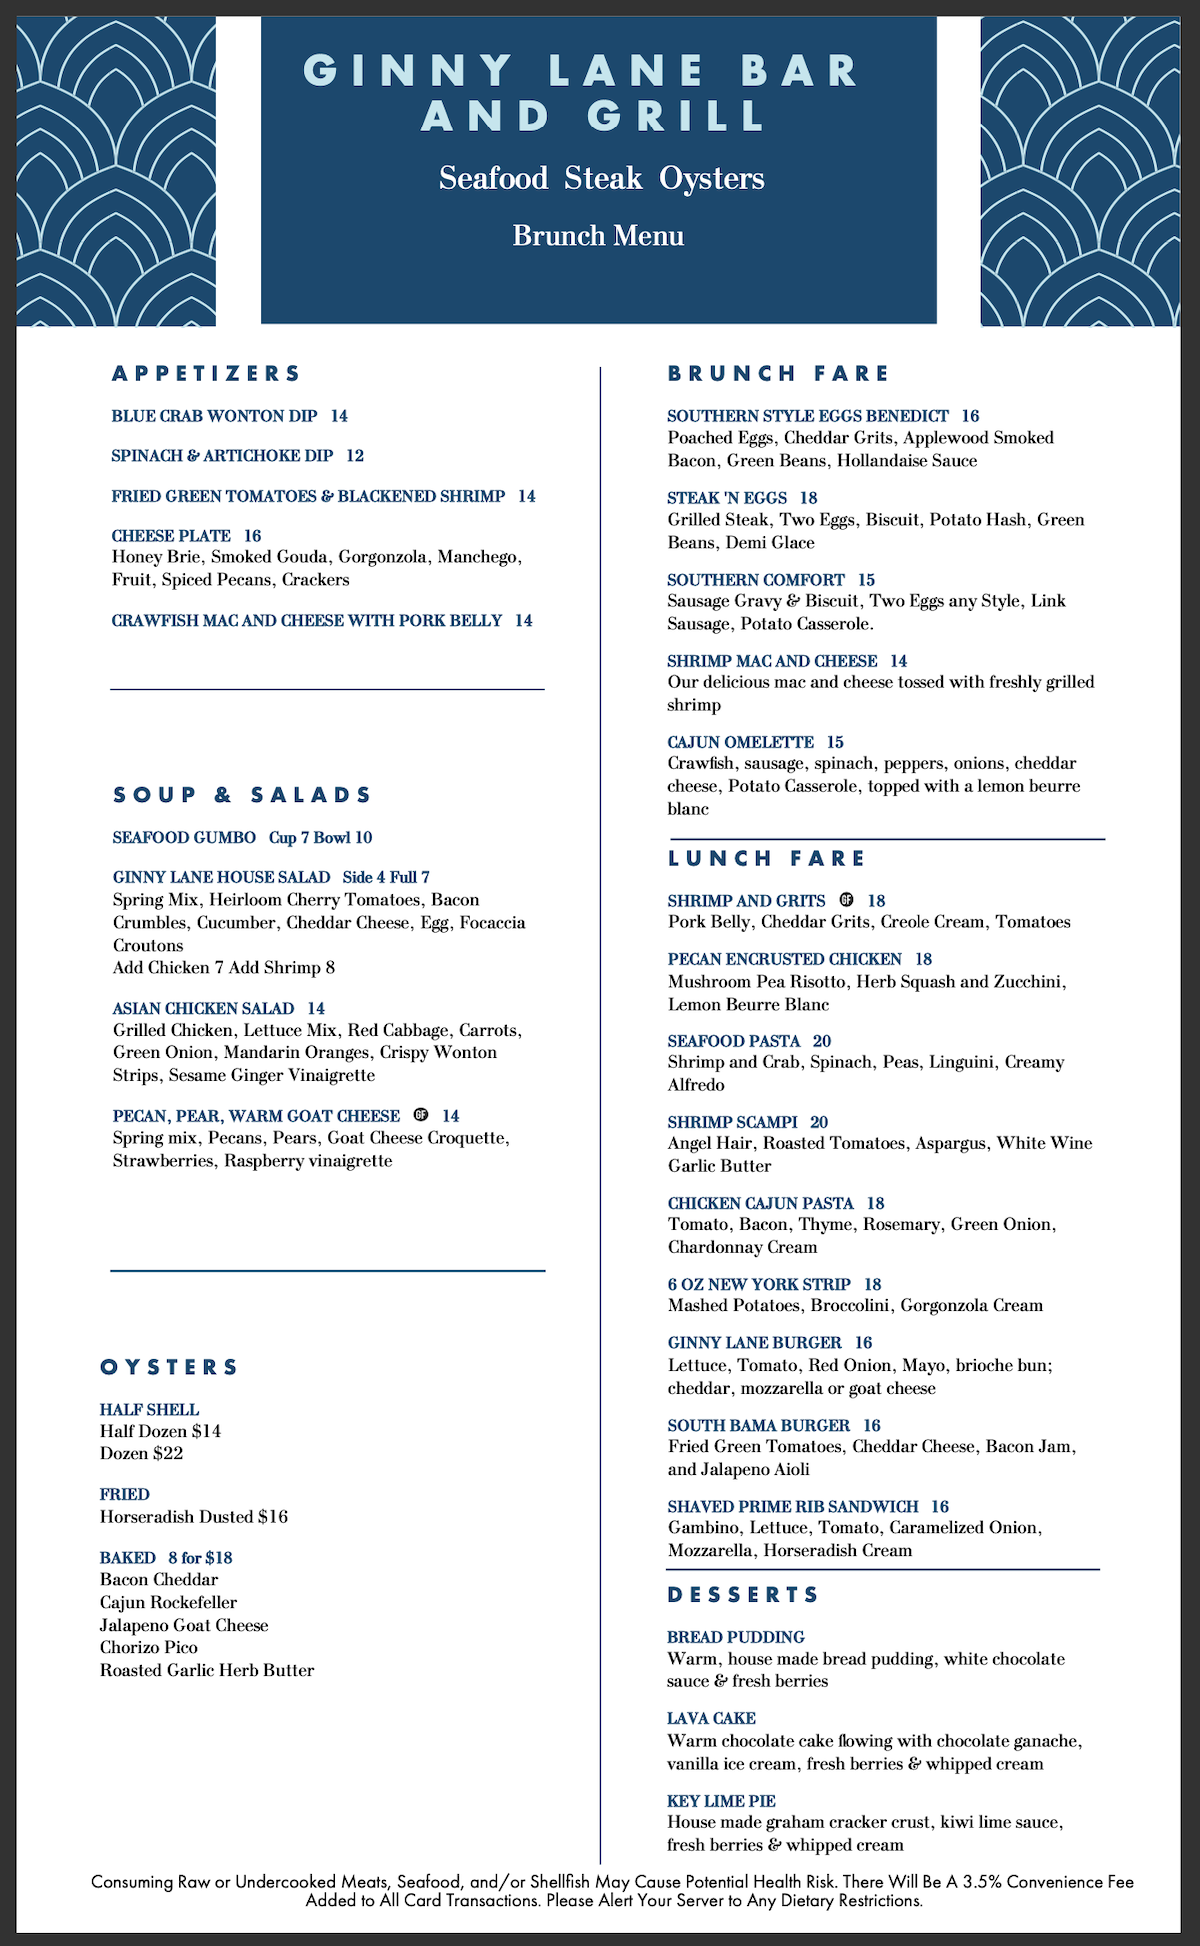 GINNY LANE BAR
AND GRILL
Seafood Steak Oysters
Brunch Menu
APPETIZERS
BLUE CRAB WONTON DIP 14
SPINACH & ARTICHOKE DIP 12
FRIED GREEN TOMATOES & BLACKENED SHRIMP 14
CHEESE PLATE 16
Honey Brie, Smoked Gouda, Gorgonzola, Manchego,
Fruit, Spiced Pecans, Crackers
CRAWFISH MAC AND CHEESE WITH PORK BELLY 14
SOUP & SALADS
SEAFOOD GUMBO Cup 7 Bowl 10
GINNY LANE HOUSE SALAD Side 4 Full 7
Spring Mix, Heirloom Cherry Tomatoes, Bacon
Crumbles, Cucumber, Cheddar Cheese, Egg, Focaccia
Croutons
Add Chicken 7 Add Shrimp 8
ASIAN CHICKEN SALAD 14
Grilled Chicken, Lettuce Mix, Red Cabbage, Carrots,
Green Onion, Mandarin Oranges, Crispy Wonton
Strips, Sesame Ginger Vinaigrette
PECAN, PEAR, WARM GOAT CHEESE GF 14
Spring mix, Pecans, Pears, Goat Cheese Croquette,
Strawberries, Raspberry vinaigrette
OYSTERS
HALF SHELL
Half Dozen $14
Dozen $22
FRIED
Horseradish Dusted $16
BAKED 8 for $18
Bacon Cheddar
Cajun Rockefeller
Jalapeno Goat Cheese
Chorizo Pico
Roasted Garlic Herb Butter
BRUNCH FARE
SOUTHERN STYLE EGGS BENEDICT 16
Poached Eggs, Cheddar Grits, Applewood Smoked
Bacon, Green Beans, Hollandaise Sauce
STEAK 'N EGGS 18
Grilled Steak, Two Eggs, Biscuit, Potato Hash, Green
Beans, Demi Glace
SOUTHERN COMFORT 15
Sausage Gravy & Biscuit, Two Eggs any Style, Link
Sausage, Potato Casserole.
SHRIMP MAC AND CHEESE 14
Our delicious mac and cheese tossed with freshly grilled
shrimp
CAJUN OMELETTE 15
Crawfish, sausage, spinach, peppers, onions, cheddar
cheese, Potato Casserole, topped with a lemon beurre
blanc
LUNCH FARE
SHRIMP AND GRITS GF 18
Pork Belly, Cheddar Grits, Creole Cream, Tomatoes
PECAN ENCRUSTED CHICKEN 18
Mushroom Pea Risotto, Herb Squash and Zucchini,
Lemon Beurre Blanc
SEAFOOD PASTA 20
Shrimp and Crab, Spinach, Peas, Linguini, Creamy
Alfredo
SHRIMP SCAMPI 20
Angel Hair, Roasted Tomatoes, Aspargus, White Wine
Garlic Butter
CHICKEN CAJUN PASTA 18
Tomato, Bacon, Thyme, Rosemary, Green Onion,
Chardonnay Cream
6 OZ NEW YORK STRIP 18
Mashed Potatoes, Broccolini, Gorgonzola Cream
GINNY LANE BURGER 16
Lettuce, Tomato, Red Onion, Mayo, brioche bun;
cheddar, mozzarella or goat cheese
SOUTH BAMA BURGER 16
Fried Green Tomatoes, Cheddar Cheese, Bacon Jam,
and Jalapeno Aioli
SHAVED PRIME RIB SANDWICH 16
Gambino, Lettuce, Tomato, Caramelized Onion,
Mozzarella, Horseradish Cream
DESSERTS
BREAD PUDDING
Warm, house made bread pudding, white chocolate
sauce & fresh berries
LAVA CAKE
Warm chocolate cake flowing with chocolate ganache,
vanilla ice cream, fresh berries & whipped cream
KEY LIME PIE
House made graham cracker crust, kiwi lime sauce,
fresh berries & whipped cream
Consuming Raw or Undercooked Meats, Seafood, and/or Shellfish May Cause Potential Health Risk. There Will Be A 3.5% Convenience Fee
Added to All Card Transactions. Please Alert Your Server to Any Dietary Restrictions.